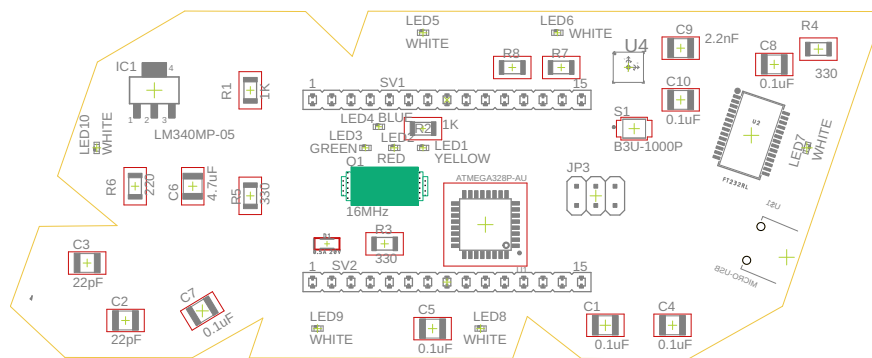 LED5
WHITE
LED6
WHITE
C9
2.2nF
R4
330
IC1
4
1
2
3
LM340MP-05
R1
1K
R8
R7
U4
C8
0.1uF
C10
0.1uF
1
SV1
15
LED10
WHITE
LED4
BLUE
R2
1K
S1
B3U-1000P
U2
FT232RL
LED7
WHITE
LED3
GREEN
LED2
RED
LED1
YELLOW
Q1
16MHz
ATMEGA328P-AU
JP3
R6
220
C6
4.7uF
R5
330
US1
MICRO-USB
R3
330
C3
22pF
1
SV2
15
C2
22pF
C7
0.1uF
LED9
WHITE
C5
0.1uF
LED8
WHITE
C1
0.1uF
C4
0.1uF